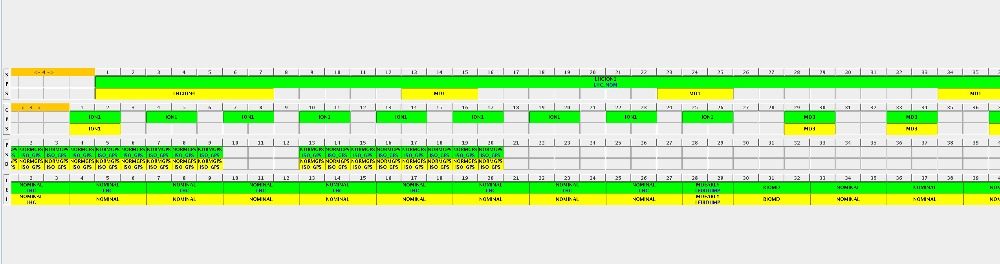 S P S
<- 4 -> 1 2 3 4 5 6 7 8 9 10 11 12 13 14 15 16 17 18 19 20 21 22 23 24 25 26 27 28 29 30 31 32 33 34 35
LHCION1
LHC_NOM
LHCION4 MD1 MD1 MD1
C P S
<- 3 -> 1 2 3 4 5 6 7 8 9 10 11 12 13 14 15 16 17 18 19 20 21 22 23 24 25 26 27 28 29 30 31 32 33 34 35 36
ION1 ION1 ION1 ION1 ION1 ION1 ION1 ION1 ION1 MD3 MD3
ION1 MD3 MD3
P S B
2 3 4 5 6 7 8 9 10 11 12 13 14 15 16 17 18 19 20 21 22 23 24 25 26 27 28 29 30 31 32 33 34 35 36 37 38 39
NORMGPS NORMGPS NORMGPS NORMGPS NORMGPS NORMGPS NORMGPS NORMGPS NORMGPS NORMGPS NORMGPS NORMGPS NORMGPS NORMGPS NORMGPS NORMGPS
ISO_GPS ISO_GPS ISO_GPS ISO_GPS ISO_GPS ISO_GPS ISO_GPS ISO_GPS ISO_GPS ISO_GPS ISO_GPS ISO_GPS ISO_GPS ISO_GPS ISO_GPS ISO_GPS
NORMGPS NORMGPS NORMGPS NORMGPS NORMGPS NORMGPS NORMGPS NORMGPS NORMGPS NORMGPS NORMGPS NORMGPS NORMGPS NORMGPS NORMGPS NORMGPS
ISO_GPS ISO_GPS ISO_GPS ISO_GPS ISO_GPS ISO_GPS ISO_GPS ISO_GPS ISO_GPS ISO_GPS ISO_GPS ISO_GPS ISO_GPS ISO_GPS ISO_GPS ISO_GPS
L E I
2 3 4 5 6 7 8 9 10 11 12 13 14 15 16 17 18 19 20 21 22 23 24 25 26 27 28 29 30 31 32 33 34 35 36 37 38 39
NOMINAL NOMINAL NOMINAL NOMINAL NOMINAL NOMINAL NOMINAL NOMINAL NOMINAL MDEARLY BIOMD NOMINAL NOMINAL
LHC LHC LHC LHC LHC LHC LHC LHC LHC LEIRDUMP
NOMINAL NOMINAL NOMINAL NOMINAL NOMINAL NOMINAL NOMINAL NOMINAL NOMINAL MDEARLY BIOMD NOMINAL NOMINAL
LHC LEIRDUMP